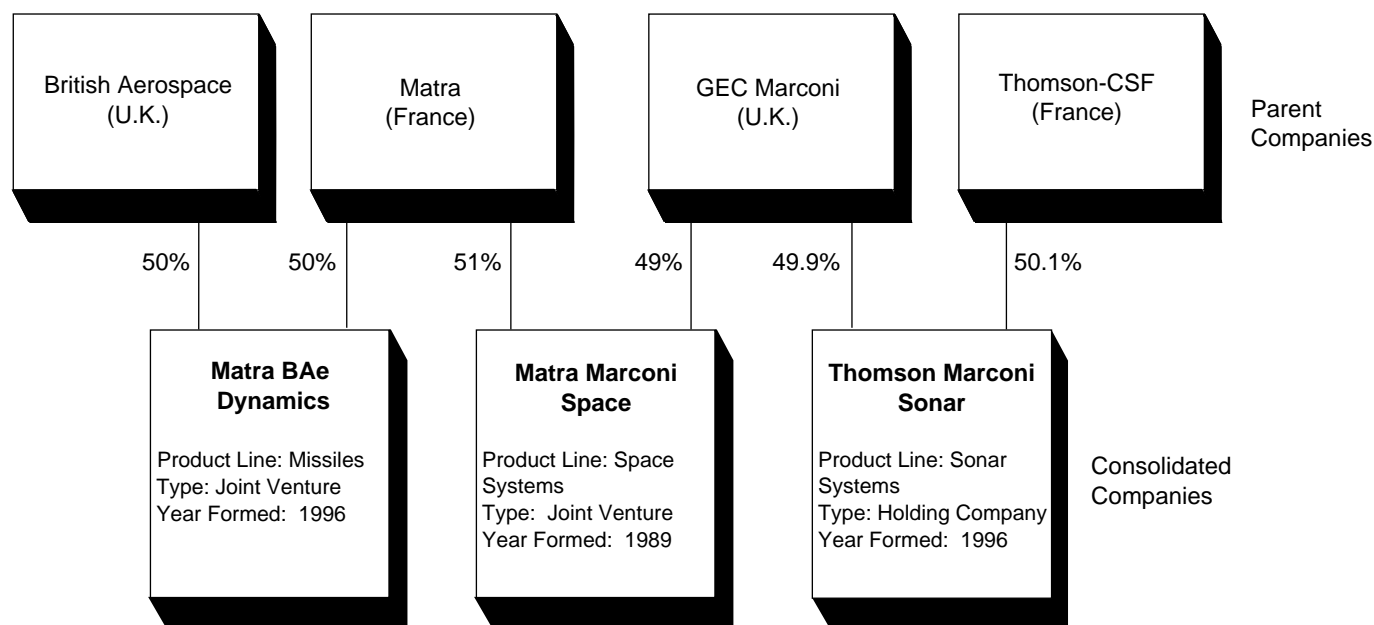 British Aerospace
(U.K.)
Matra
(France)
GEC Marconi
(U.K.)
Thomson-CSF
(France)
Parent
Companies
50%
50%
51%
49%
49.9%
50.1%
Matra BAe
Dynamics
Product Line: Missiles
Type: Joint Venture
Year Formed:  1996
Matra Marconi
Space
Product Line: Space
Systems
Type:  Joint Venture
Year Formed:  1989
Thomson Marconi
Sonar
Product Line: Sonar
Systems
Type: Holding Company
Year Formed:  1996
Consolidated
Companies